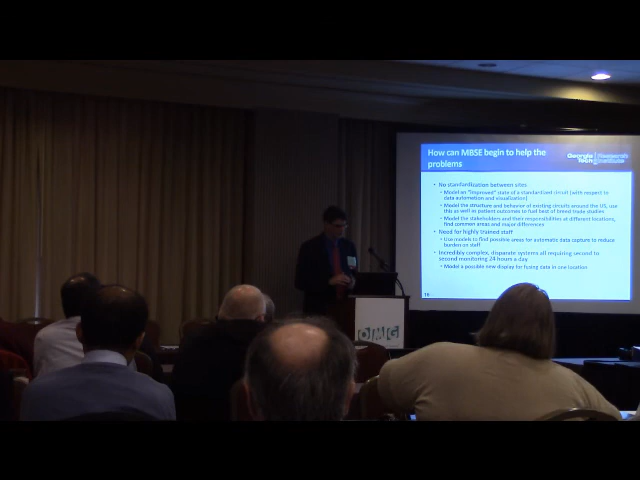 How can MBSE begin to help the
problems
Georgia Tech Research Institute
• No standardization between sites
• Model an "improved" state of a standardized circuit (with respect to
data automation and visualization)
• Model the structure and behavior of existing circuits around the US, use
this as well as patient outcomes to fuel best of breed trade studies
• Model the stakeholders and their responsibilities at different locations,
find common areas and major differences
• Need for highly trained staff
• Use models to find possible areas for automatic data capture to reduce
burden on staff
• Incredibly complex, disparate systems all requiring second to
second monitoring 24 hours a day
• Model a possible new display for fusing data in one location
16
OMG